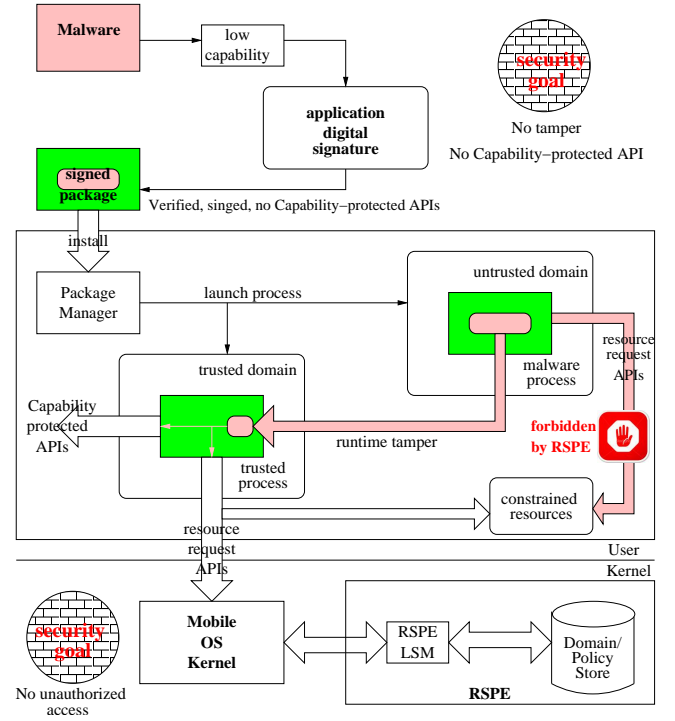 Malware
low
capability
security
goal
No tamper
No Capability−protected API
application
digital
signature
signed
package
Verified, singed, no Capability−protected APIs
install
Package
Manager
launch process
untrusted domain
malware
process
resource
request
APIs
trusted domain
Capability
protected
APIs
trusted
process
runtime tamper
forbidden
by RSPE
constrained
resources
resource
request
APIs
User
Kernel
security
goal
No unauthorized
access
Mobile
OS
Kernel
RSPE
LSM
Domain/
Policy
Store
RSPE